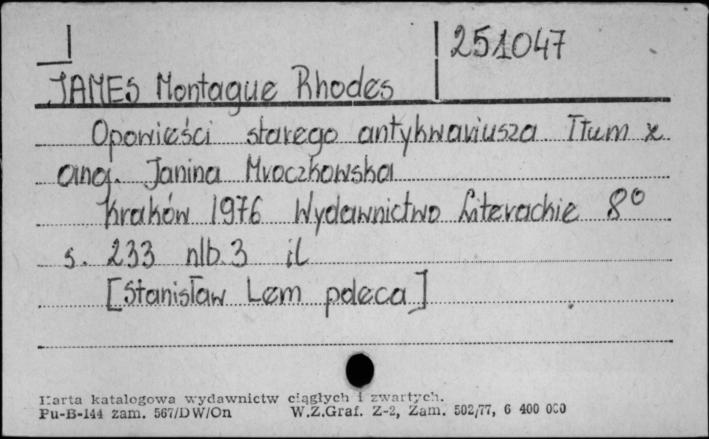 251047
JAMES Montague Rhodes
Opowieści starego antykwariusza Tłum z
ang. Janina Mroczkowska
Kraków 1976 Wydawnictwo Literackie 8°
s. 233 nlb. 3 il
[Stanisław Lem poleca]
Karta katalogowa wydawnictw ciągłych i zwartych.
Pu-B-144 zam. 567/DW/On W.Z.Graf. Z-2, Zam. 502/77, 6 400 000